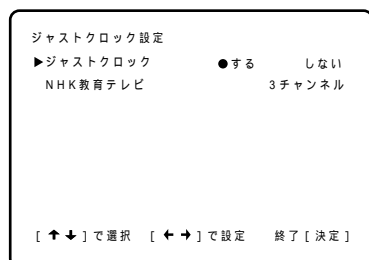 ジャストクロック設定
▶ジャストクロック ●する しない
NHK教育テレビ 3チャンネル
[ ↑↓ ] で選択 [ ←→ ] で設定 終了 [ 決定 ]